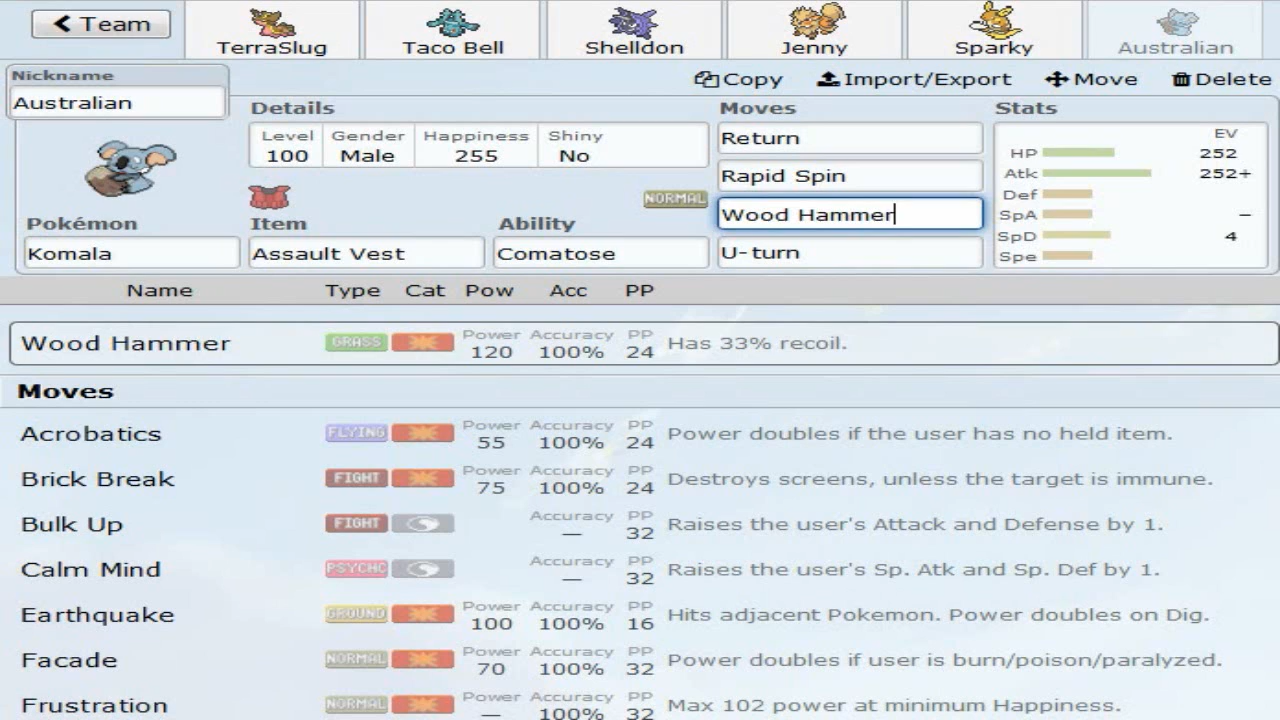 Team
TerraSlug
Taco Bell
Shelldon
Jenny
Sparky
Australian
Copy
Import/Export
Move
Delete
Nickname
Australian
Details
Level
Gender
Happiness
Shiny
100
Male
255
No
NORMAL
Pokémon
Item
Ability
Komala
Assault Vest
Comatose
Moves
Return
Rapid Spin
Wood Hammer
U-turn
Stats
EV
HP 252
Atk 252+
Def
SpA –
SpD 4
Spe
Name Type Cat Pow Acc PP
Wood Hammer GRASS Power 120 Accuracy 100% PP 24 Has 33% recoil.
Moves
Acrobatics FLYING Power 55 Accuracy 100% PP 24 Power doubles if the user has no held item.
Brick Break FIGHT Power 75 Accuracy 100% PP 24 Destroys screens, unless the target is immune.
Bulk Up FIGHT Accuracy — PP 32 Raises the user's Attack and Defense by 1.
Calm Mind PSYCHC Accuracy — PP 32 Raises the user's Sp. Atk and Sp. Def by 1.
Earthquake GROUND Power 100 Accuracy 100% PP 16 Hits adjacent Pokemon. Power doubles on Dig.
Facade NORMAL Power 70 Accuracy 100% PP 32 Power doubles if user is burn/poison/paralyzed.
Frustration NORMAL Power — Accuracy 100% PP 32 Max 102 power at minimum Happiness.